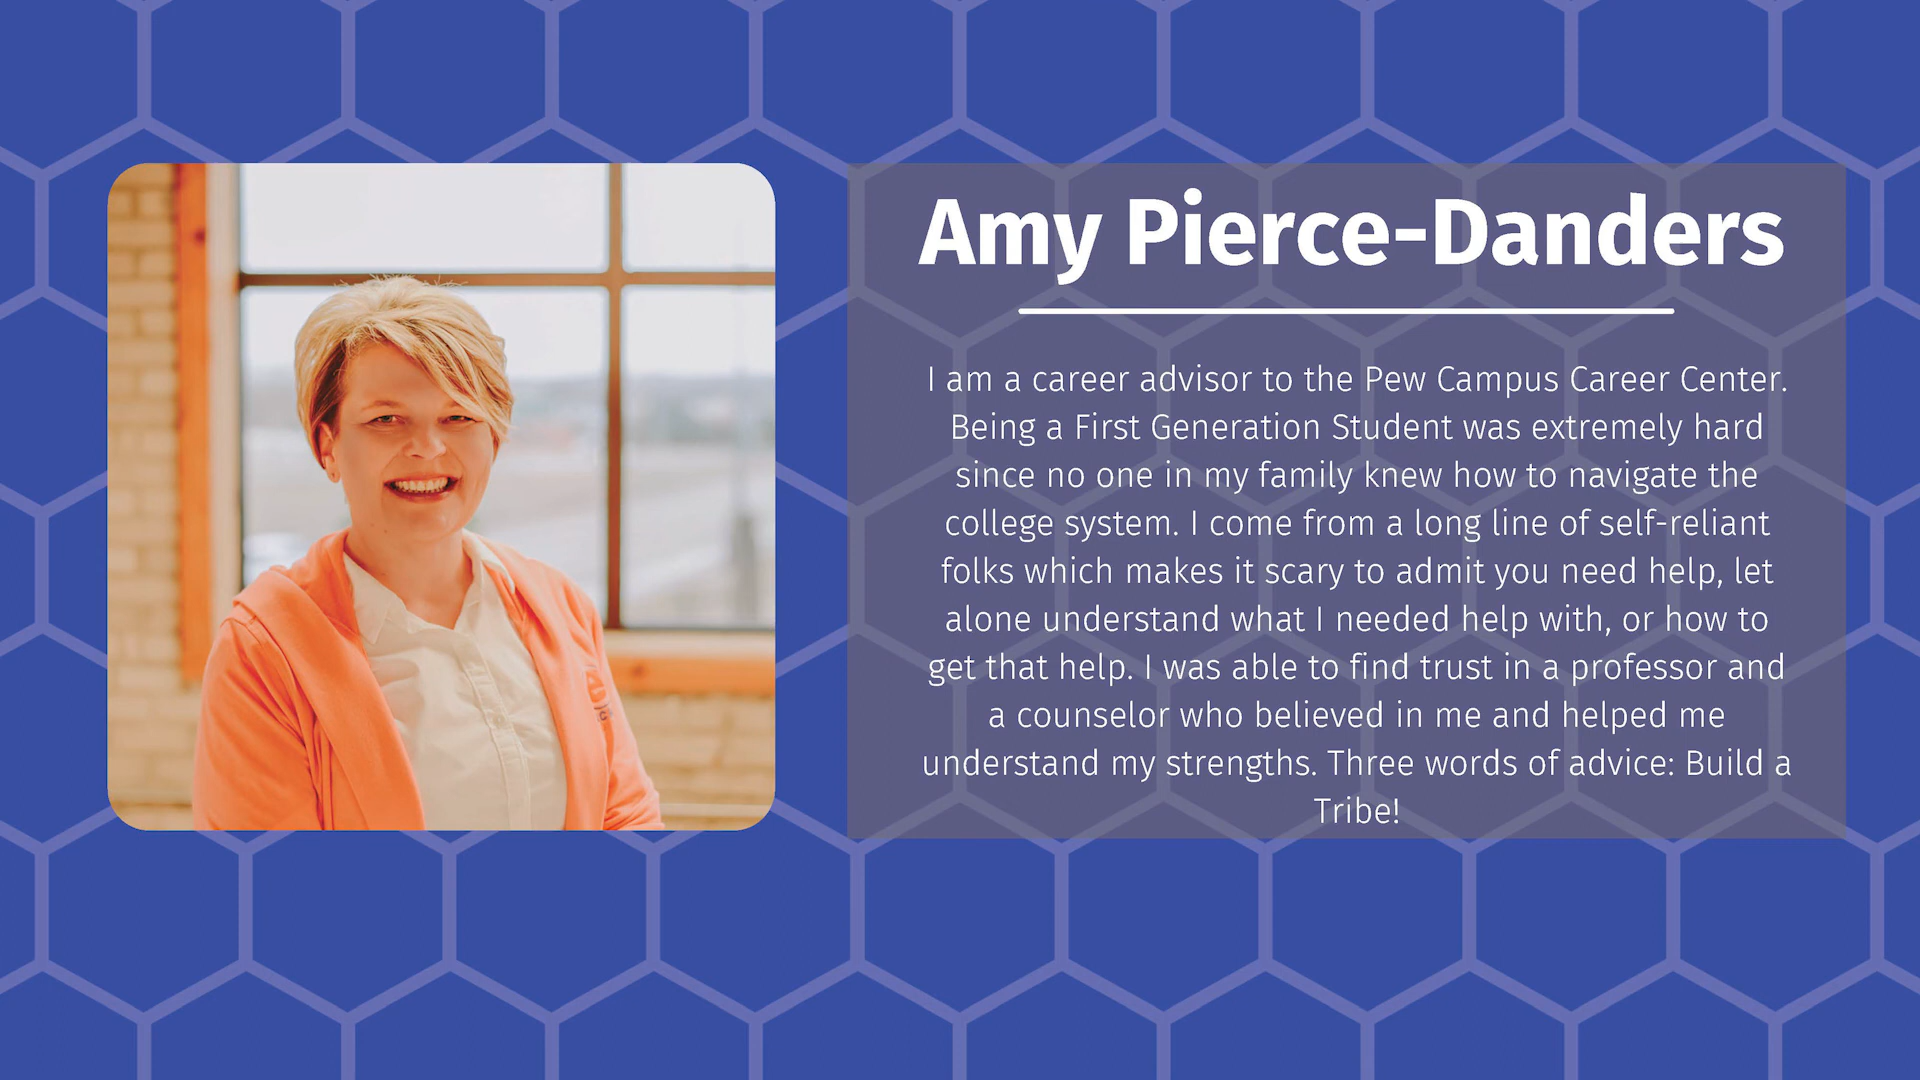 Amy Pierce-Danders
I am a career advisor to the Pew Campus Career Center.
Being a First Generation Student was extremely hard
since no one in my family knew how to navigate the
college system. I come from a long line of self-reliant
folks which makes it scary to admit you need help, let
alone understand what I needed help with, or how to
get that help. I was able to find trust in a professor and
a counselor who believed in me and helped me
understand my strengths. Three words of advice: Build a
Tribe!